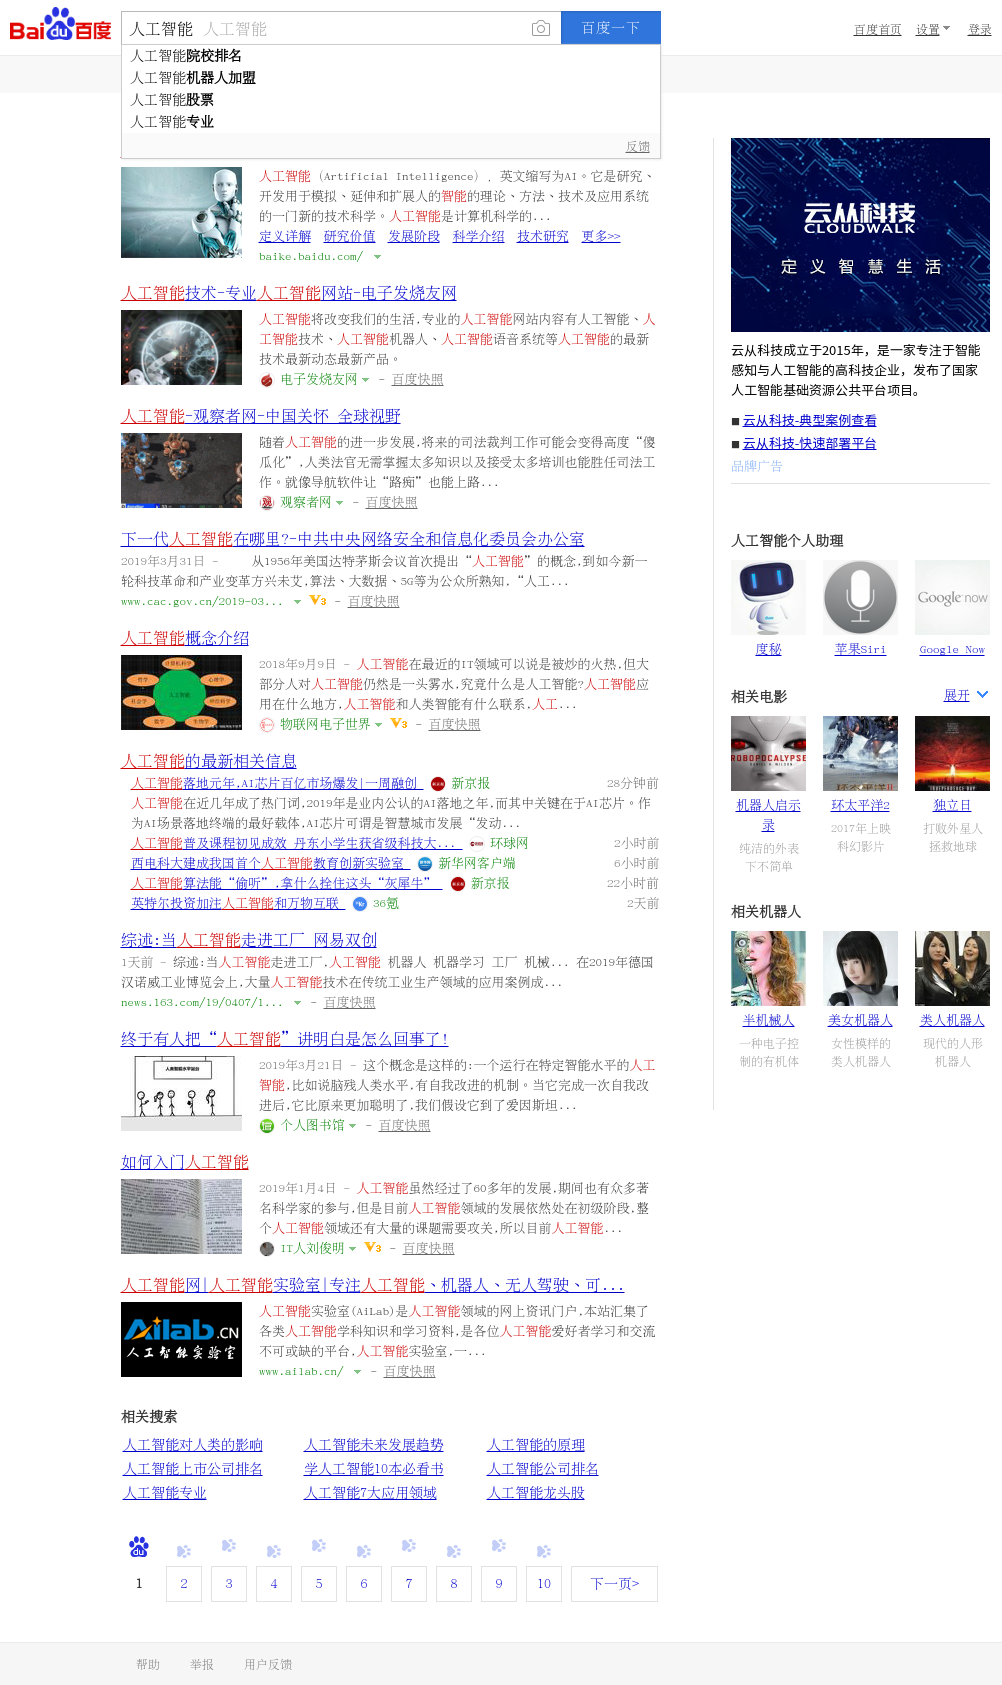 Bai du 百度
人工智能 人工智能
百度一下
百度首页 设置 登录
人工智能院校排名
人工智能机器人加盟
人工智能股票
人工智能专业
反馈
人工智能（Artificial Intelligence），英文缩写为AI。它是研究、
开发用于模拟、延伸和扩展人的智能的理论、方法、技术及应用系统
的一门新的技术科学。人工智能是计算机科学的...
定义详解 研究价值 发展阶段 科学介绍 技术研究 更多>>
baike.baidu.com/
人工智能技术-专业人工智能网站-电子发烧友网
人工智能将改变我们的生活,专业的人工智能网站内容有人工智能、人
工智能技术、人工智能机器人、人工智能语音系统等人工智能的最新
技术最新动态最新产品。
电子发烧友网 - 百度快照
人工智能-观察者网-中国关怀 全球视野
随着人工智能的进一步发展,将来的司法裁判工作可能会变得高度“傻
瓜化”,人类法官无需掌握太多知识以及接受太多培训也能胜任司法工
作。就像导航软件让“路痴”也能上路...
观察者网 - 百度快照
下一代人工智能在哪里?-中共中央网络安全和信息化委员会办公室
2019年3月31日 - 从1956年美国达特茅斯会议首次提出“人工智能”的概念,到如今新一
轮科技革命和产业变革方兴未艾,算法、大数据、5G等为公众所熟知,“人工...
www.cac.gov.cn/2019-03... V3 - 百度快照
人工智能概念介绍
计算机科学
哲学
心理学
人工智能
社会学
神经科学
数学
生物学
2018年9月9日 - 人工智能在最近的IT领域可以说是被炒的火热,但大
部分人对人工智能仍然是一头雾水,究竟什么是人工智能?人工智能应
用在什么地方,人工智能和人类智能有什么联系,人工...
物联网电子世界 V3 - 百度快照
人工智能的最新相关信息
人工智能落地元年,AI芯片百亿市场爆发|一周融创 新京报 28分钟前
人工智能在近几年成了热门词,2019年是业内公认的AI落地之年,而其中关键在于AI芯片。作
为AI场景落地终端的最好载体,AI芯片可谓是智慧城市发展“发动...
人工智能普及课程初见成效 丹东小学生获省级科技大... 环球网 2小时前
西电科大建成我国首个人工智能教育创新实验室 新华网客户端 6小时前
人工智能算法能“偷听”,拿什么拴住这头“灰犀牛” 新京报 22小时前
英特尔投资加注人工智能和万物互联 36氪 2天前
综述:当人工智能走进工厂 网易双创
1天前 - 综述:当人工智能走进工厂,人工智能 机器人 机器学习 工厂 机械... 在2019年德国
汉诺威工业博览会上,大量人工智能技术在传统工业生产领域的应用案例成...
news.163.com/19/0407/1... - 百度快照
终于有人把“人工智能”讲明白是怎么回事了!
人工智能水平站台
2019年3月21日 - 这个概念是这样的:一个运行在特定智能水平的人工
智能,比如说脑残人类水平,有自我改进的机制。当它完成一次自我改
进后,它比原来更加聪明了,我们假设它到了爱因斯坦...
个人图书馆 - 百度快照
如何入门人工智能
2019年1月4日 - 人工智能虽然经过了60多年的发展,期间也有众多著
名科学家的参与,但是目前人工智能领域的发展依然处在初级阶段,整
个人工智能领域还有大量的课题需要攻关,所以目前人工智能...
IT人刘俊明 V3 - 百度快照
人工智能网|人工智能实验室|专注人工智能、机器人、无人驾驶、可...
Ailab.CN
人工智能实验室
人工智能实验室(AiLab)是人工智能领域的网上资讯门户,本站汇集了
各类人工智能学科知识和学习资料,是各位人工智能爱好者学习和交流
不可或缺的平台,人工智能实验室,一...
www.ailab.cn/ - 百度快照
相关搜索
人工智能对人类的影响 人工智能未来发展趋势 人工智能的原理
人工智能上市公司排名 学人工智能10本必看书 人工智能公司排名
人工智能专业 人工智能7大应用领域 人工智能龙头股
du
1 2 3 4 5 6 7 8 9 10 下一页>
帮助 举报 用户反馈
云从科技
CLOUDWALK
定义智慧生活
云从科技成立于2015年，是一家专注于智能
感知与人工智能的高科技企业，发布了国家
人工智能基础资源公共平台项目。
■ 云从科技-典型案例查看
■ 云从科技-快速部署平台
品牌广告
人工智能个人助理
Google now
度秘 苹果Siri Google Now
相关电影 展开
ROBOPOCALYPSE
DANIEL H. WILSON
环太平洋II
INDEPENDENCE DAY
机器人启示录
纯洁的外表下不简单
环太平洋2
2017年上映科幻影片
独立日
打败外星人拯救地球
相关机器人
半机械人
一种电子控制的有机体
美女机器人
女性模样的类人机器人
类人机器人
现代的人形机器人